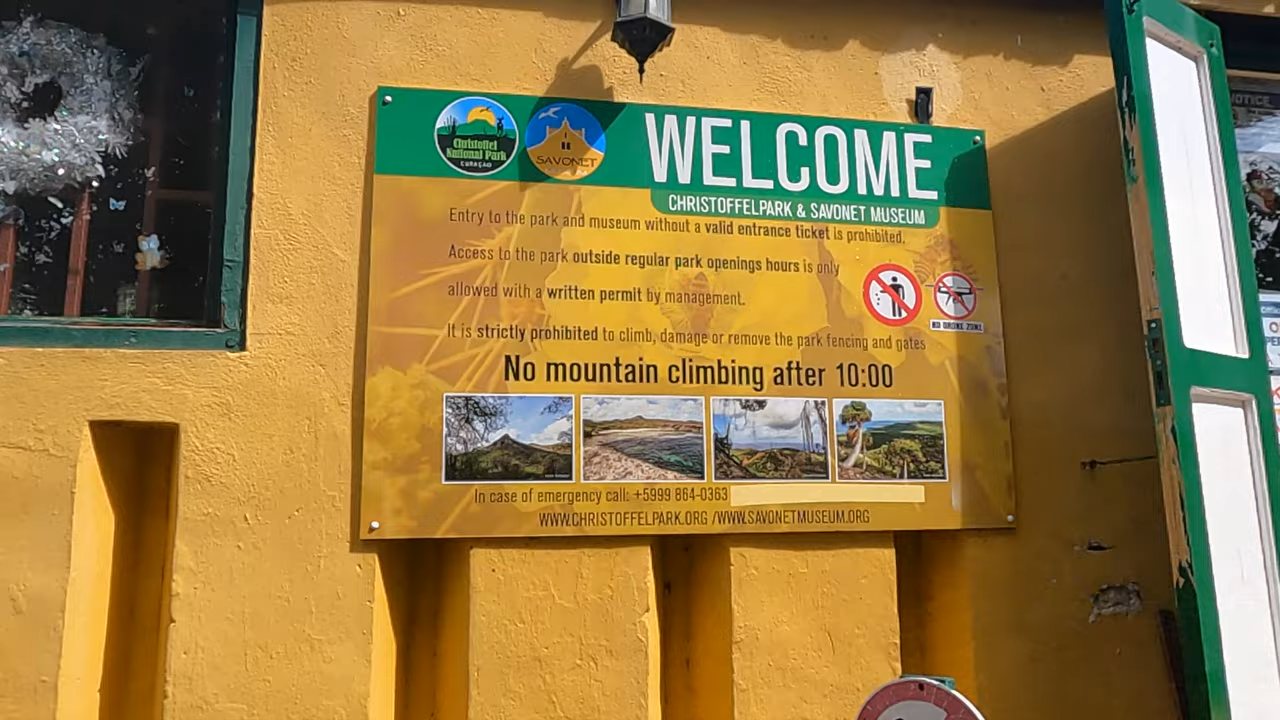 Christoffel
National Park
CURAÇAO
SAVONET
WELCOME
CHRISTOFFELPARK & SAVONET MUSEUM
Entry to the park and museum without a valid entrance ticket is prohibited.
Access to the park outside regular park openings hours is only
allowed with a written permit by management.
NO DRONE ZONE
It is strictly prohibited to climb, damage or remove the park fencing and gates
No mountain climbing after 10:00
In case of emergency call: +5999 864-0363
WWW.CHRISTOFFELPARK.ORG /WWW.SAVONETMUSEUM.ORG
NOTICE